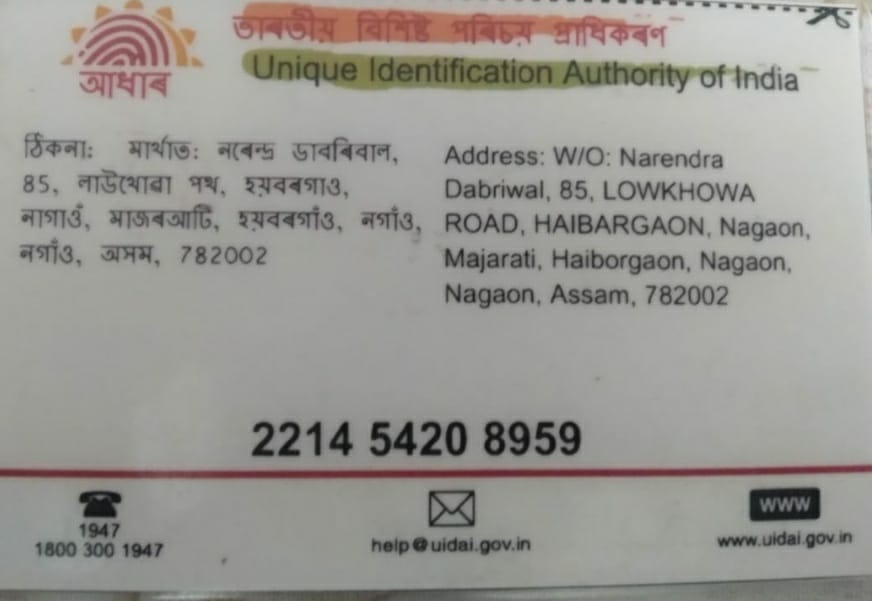 আধাৰ
ভাৰতীয় বিশিষ্ট পৰিচয় প্ৰাধিকৰণ
Unique Identification Authority of India
ঠিকনা: মাৰ্থাত: নৰেন্দ্ৰ ডাবৰিবাল,
85, লাউখোৱা পথ, হয়বৰগাও,
নাগাওঁ, মাজৰআটি, হয়বৰগাঁও, নগাঁও,
নগাঁও, অসম, 782002
Address: W/O: Narendra
Dabriwal, 85, LOWKHOWA
ROAD, HAIBARGAON, Nagaon,
Majarati, Haiborgaon, Nagaon,
Nagaon, Assam, 782002
2214 5420 8959
1947
1800 300 1947
help@uidai.gov.in
www
www.uidai.gov.in